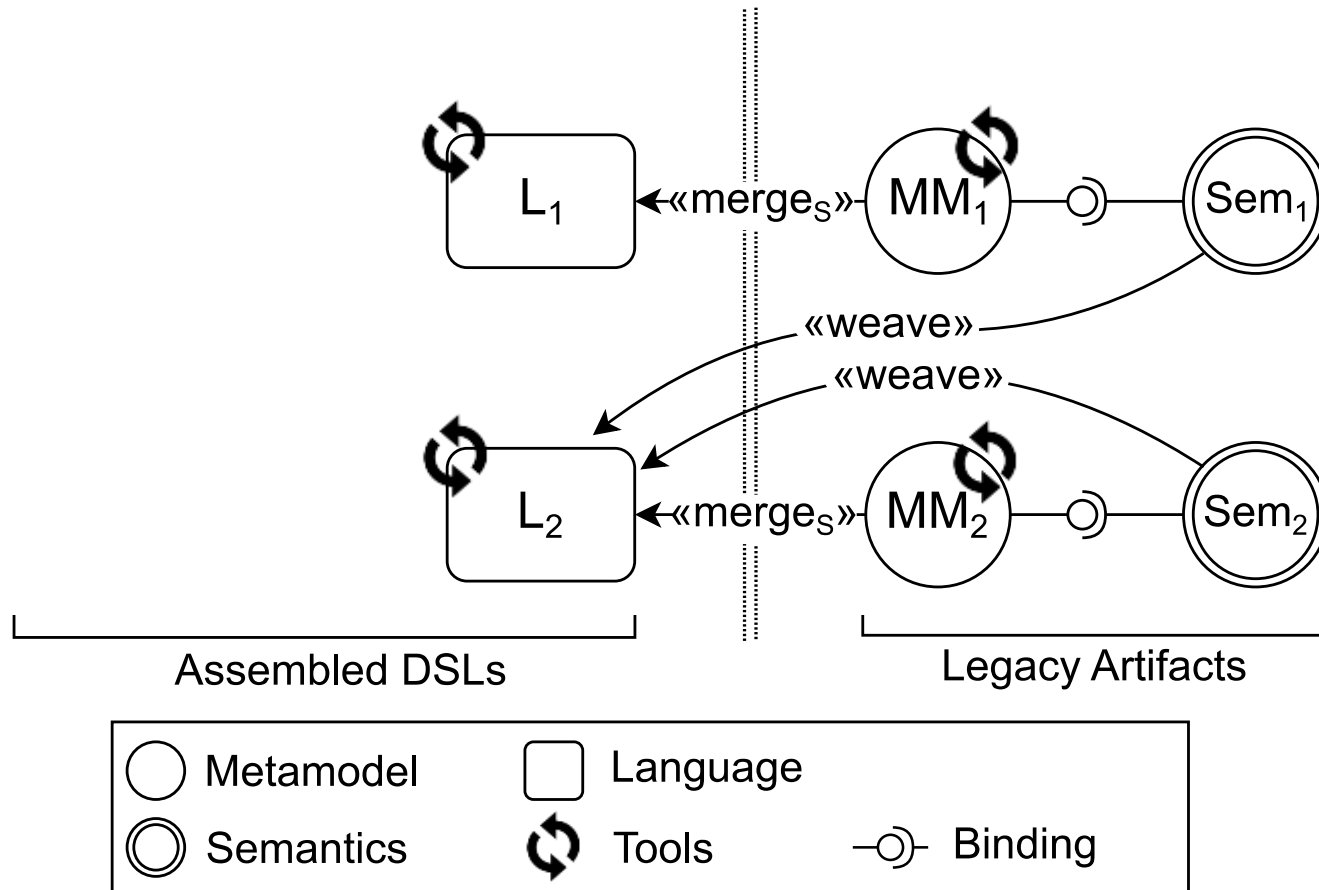 L₁ «mergeₛ» MM₁ Sem₁
«weave»
«weave»
L₂ «mergeₛ» MM₂ Sem₂
Assembled DSLs Legacy Artifacts
Metamodel Language
Semantics Tools Binding